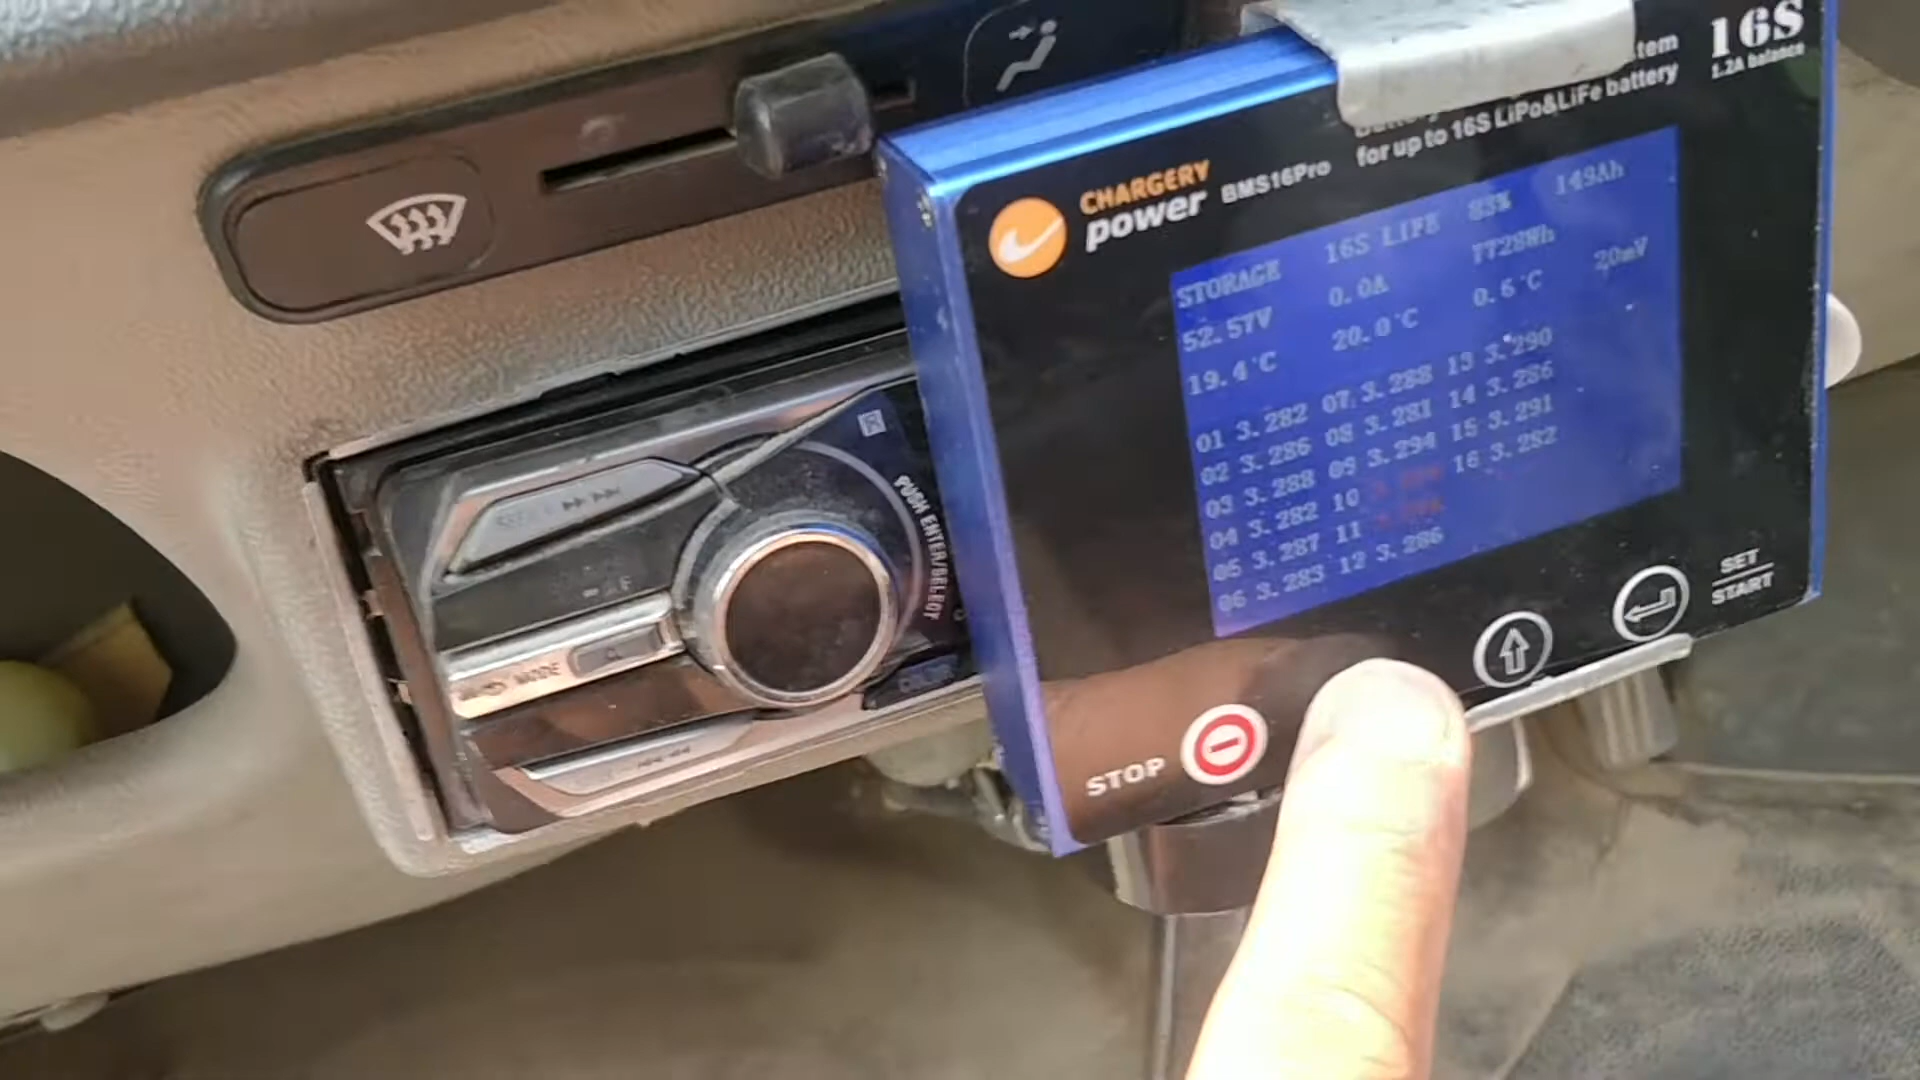 tem
16S
1.2A balance
for up to 16S LiPo&LiFe battery
CHARGERY
power BMS16Pro
STORAGE 16S LIFE 83% 149Ah
52.57V 0.0A 7728Wh
19.4°C 20.0°C 0.6°C 20mV
01 3.282 07 3.288 13 3.290
02 3.286 08 3.281 14 3.286
03 3.288 09 3.294 15 3.291
04 3.282 10 16 3.282
05 3.287 11
06 3.283 12 3.286
SET
START
STOP
PUSH ENTER/SELECT
MODE